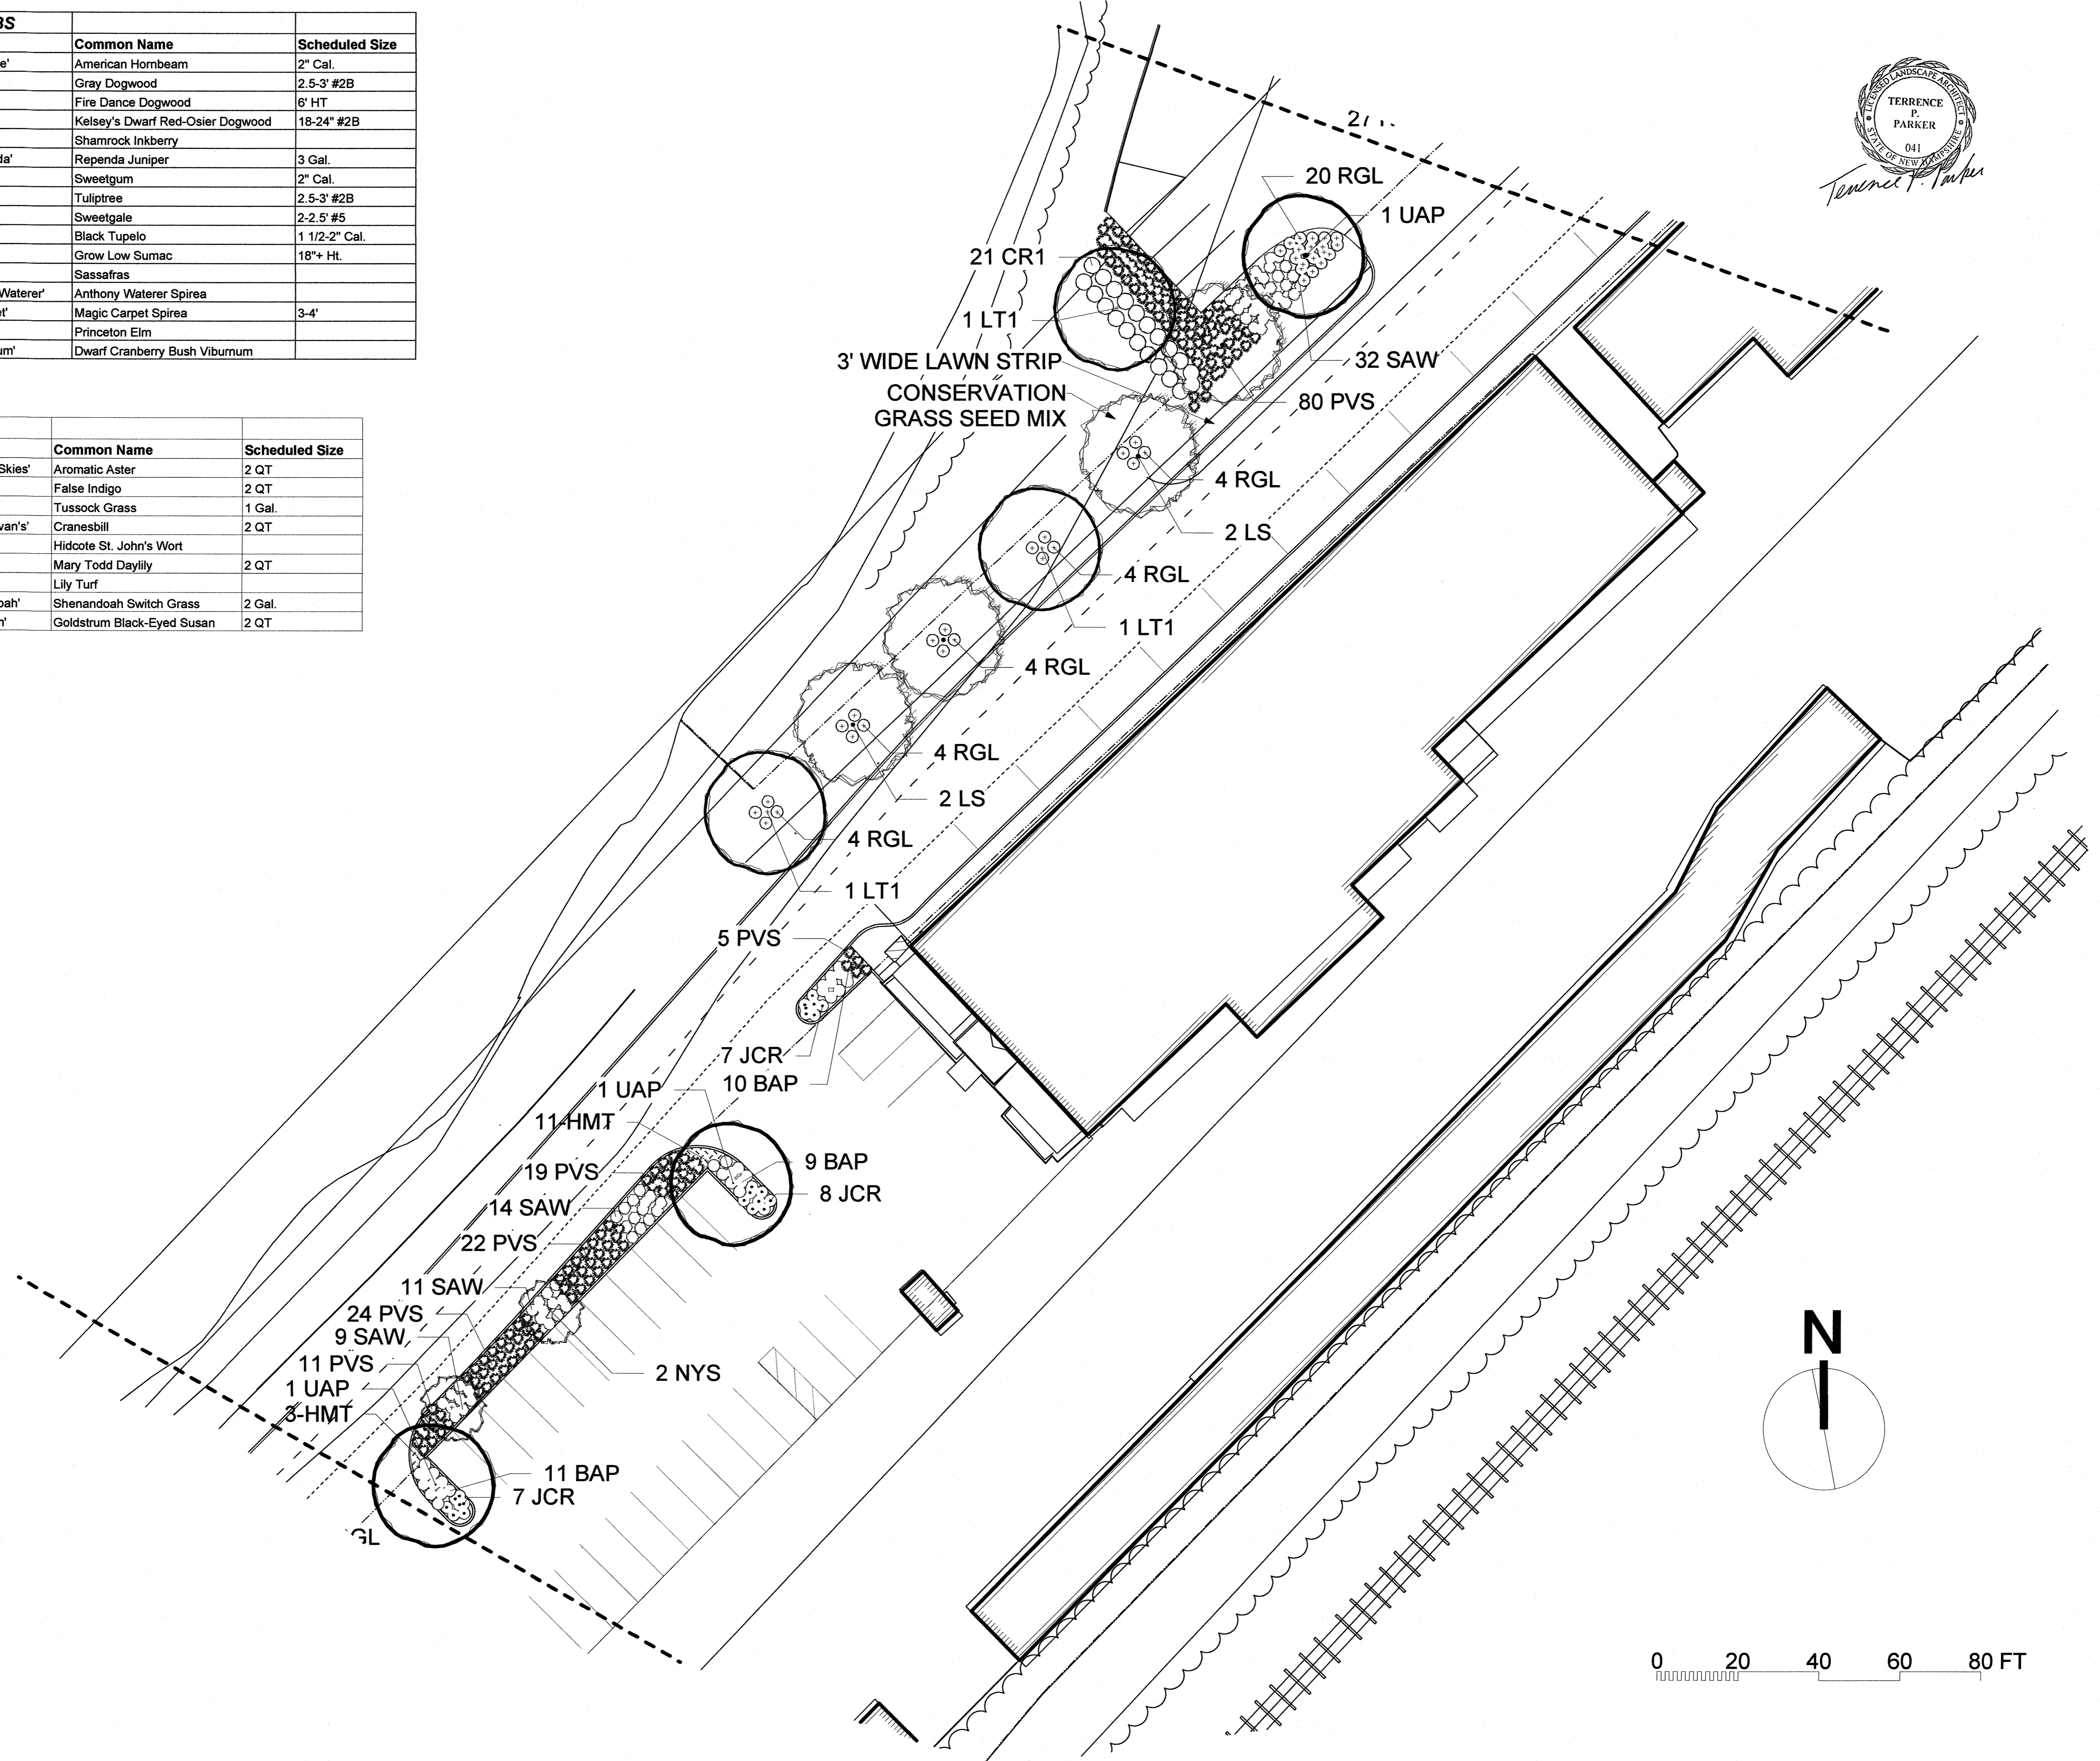 BS
Common Name Scheduled Size
e' American Hornbeam 2" Cal.
Gray Dogwood 2.5-3' #2B
Fire Dance Dogwood 6' HT
Kelsey's Dwarf Red-Osier Dogwood 18-24" #2B
Shamrock Inkberry
da' Rependa Juniper 3 Gal.
Sweetgum 2" Cal.
Tuliptree 2.5-3' #2B
Sweetgale 2-2.5' #5
Black Tupelo 1 1/2-2" Cal.
Grow Low Sumac 18"+ Ht.
Sassafras
Waterer' Anthony Waterer Spirea
et' Magic Carpet Spirea 3-4'
Princeton Elm
um' Dwarf Cranberry Bush Viburnum
Common Name Scheduled Size
Skies' Aromatic Aster 2 QT
False Indigo 2 QT
Tussock Grass 1 Gal.
van's' Cranesbill 2 QT
Hidcote St. John's Wort
Mary Todd Daylily 2 QT
Lily Turf
oah' Shenandoah Switch Grass 2 Gal.
n' Goldstrum Black-Eyed Susan 2 QT
LICENSED LANDSCAPE ARCHITECT
TERRENCE
P.
PARKER
041
STATE OF NEW HAMPSHIRE
Terrence P. Parker
20 RGL
1 UAP
21 CR1
1 LT1
3' WIDE LAWN STRIP
32 SAW
CONSERVATION
GRASS SEED MIX
80 PVS
4 RGL
2 LS
4 RGL
1 LT1
4 RGL
4 RGL
2 LS
4 RGL
1 LT1
5 PVS
7 JCR
10 BAP
1 UAP
11-HMT
9 BAP
19 PVS
8 JCR
14 SAW
22 PVS
11 SAW
24 PVS
9 SAW
11 PVS
2 NYS
1 UAP
3-HMT
11 BAP
7 JCR
GL
N
0 20 40 60 80 FT